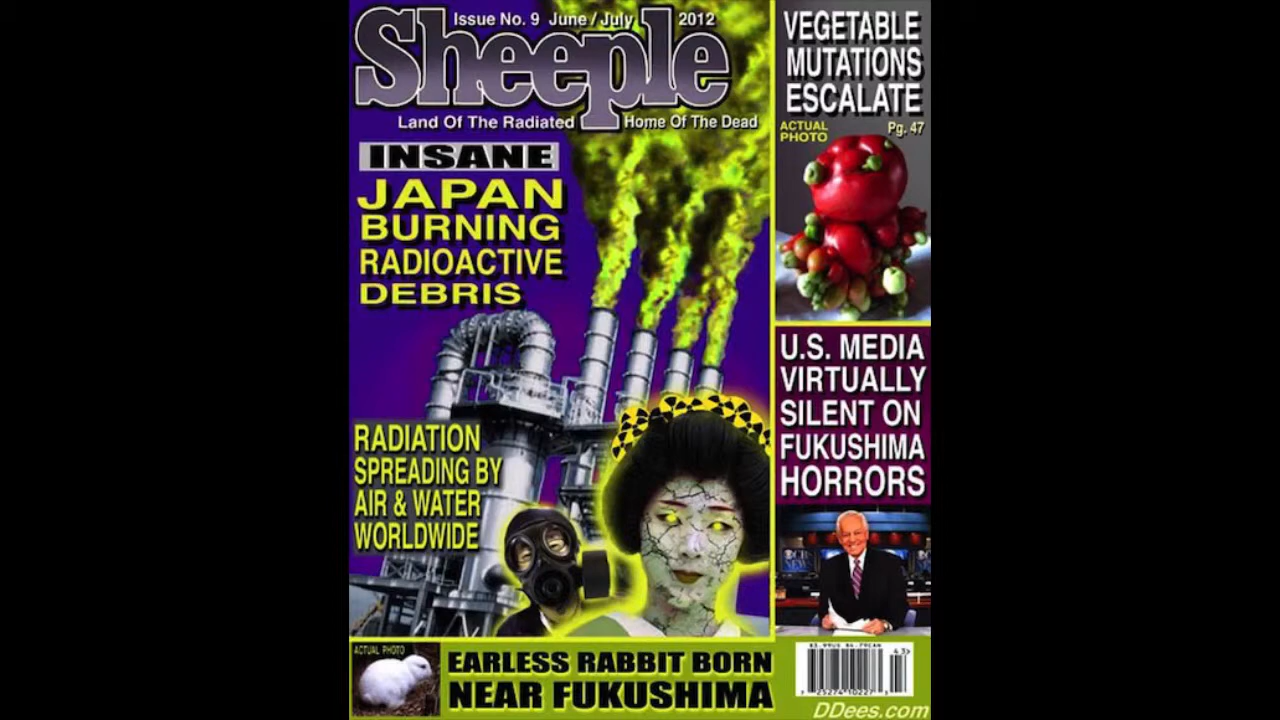 Issue No. 9 June / July 2012
Sheeple
Land Of The Radiated Home Of The Dead
INSANE
JAPAN
BURNING
RADIOACTIVE
DEBRIS
RADIATION
SPREADING BY
AIR & WATER
WORLDWIDE
VEGETABLE
MUTATIONS
ESCALATE
ACTUAL
PHOTO
Pg. 47
U.S. MEDIA
VIRTUALLY
SILENT ON
FUKUSHIMA
HORRORS
CBS
NEWS
ACTUAL PHOTO
EARLESS RABBIT BORN
NEAR FUKUSHIMA
DDees.com